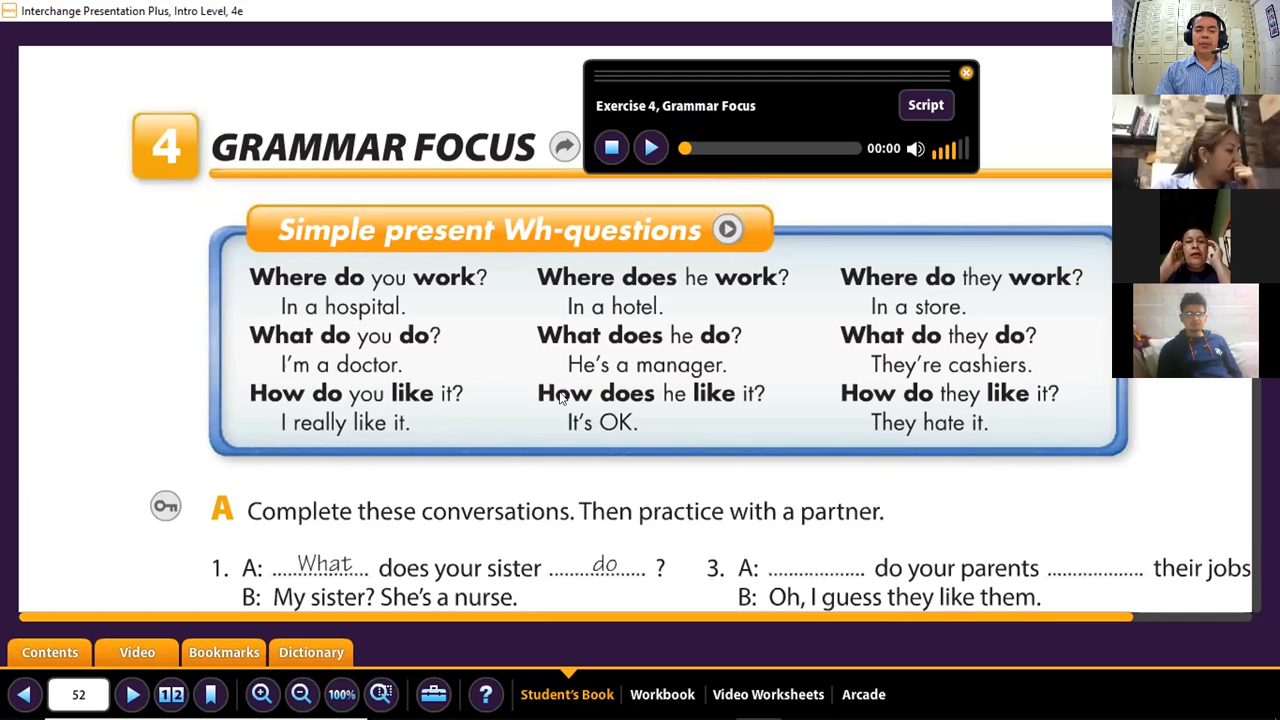 Interchange Presentation Plus, Intro Level, 4e
Exercise 4, Grammar Focus
Script
00:00
4 GRAMMAR FOCUS
Simple present Wh-questions
Where do you work?
In a hospital.
What do you do?
I'm a doctor.
How do you like it?
I really like it.
Where does he work?
In a hotel.
What does he do?
He's a manager.
How does he like it?
It's OK.
Where do they work?
In a store.
What do they do?
They're cashiers.
How do they like it?
They hate it.
A Complete these conversations. Then practice with a partner.
1. A: What does your sister do ?
B: My sister? She's a nurse.
3. A: .................. do your parents .................. their jobs
B: Oh, I guess they like them.
Contents Video Bookmarks Dictionary
52 1 2 100% ? Student's Book Workbook Video Worksheets Arcade